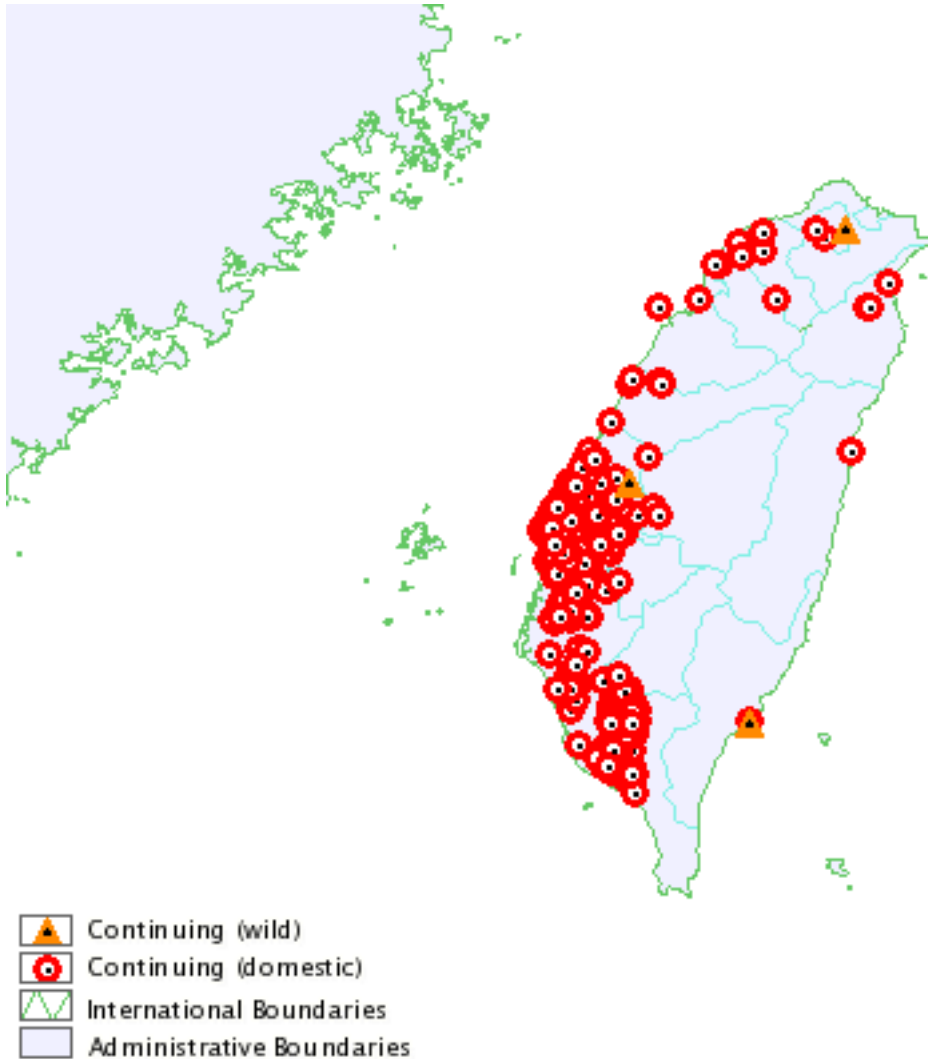 Continuing (wild)
Continuing (domestic)
International Boundaries
Administrative Boundaries